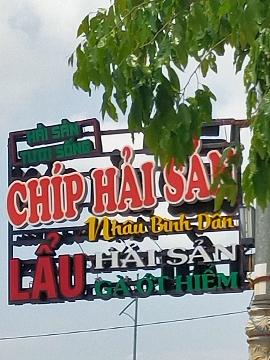 HẢI SẢN
TƯƠI SỐNG
CHÍP HẢI SẢN
Nhậu Bình Dân
LẨU HẢI SẢN
GÀ ỚT HIỂM